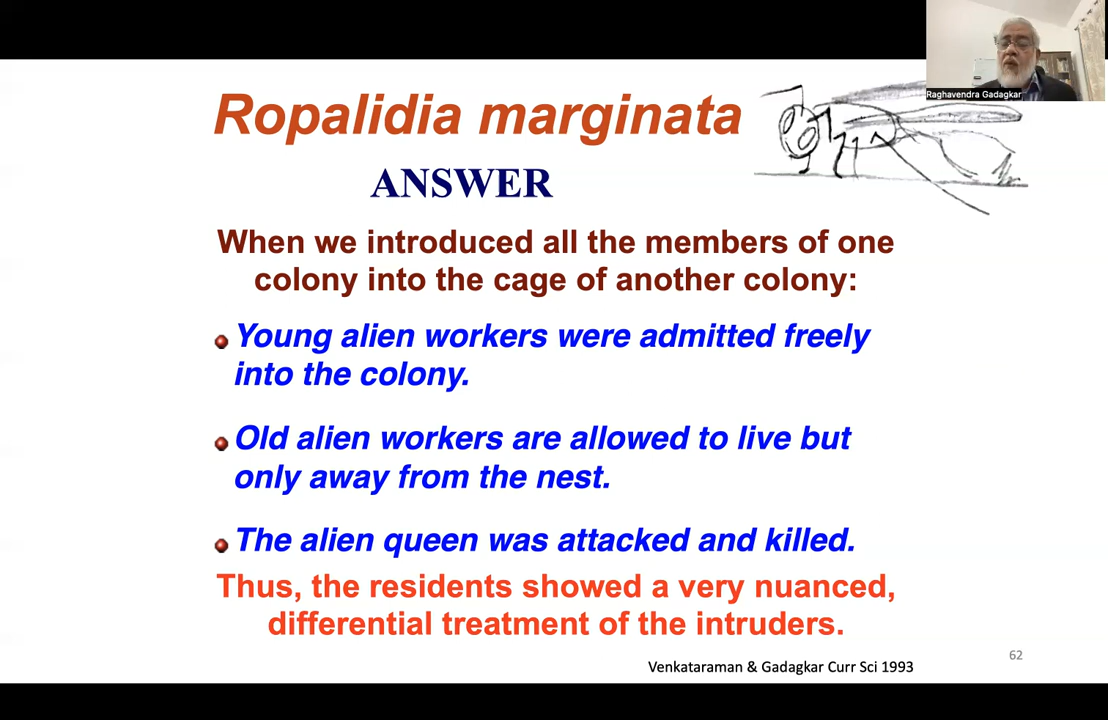 Raghavendra Gadagkar
Ropalidia marginata
ANSWER
When we introduced all the members of one
colony into the cage of another colony:
Young alien workers were admitted freely
into the colony.
Old alien workers are allowed to live but
only away from the nest.
The alien queen was attacked and killed.
Thus, the residents showed a very nuanced,
differential treatment of the intruders.
62
Venkataraman & Gadagkar Curr Sci 1993